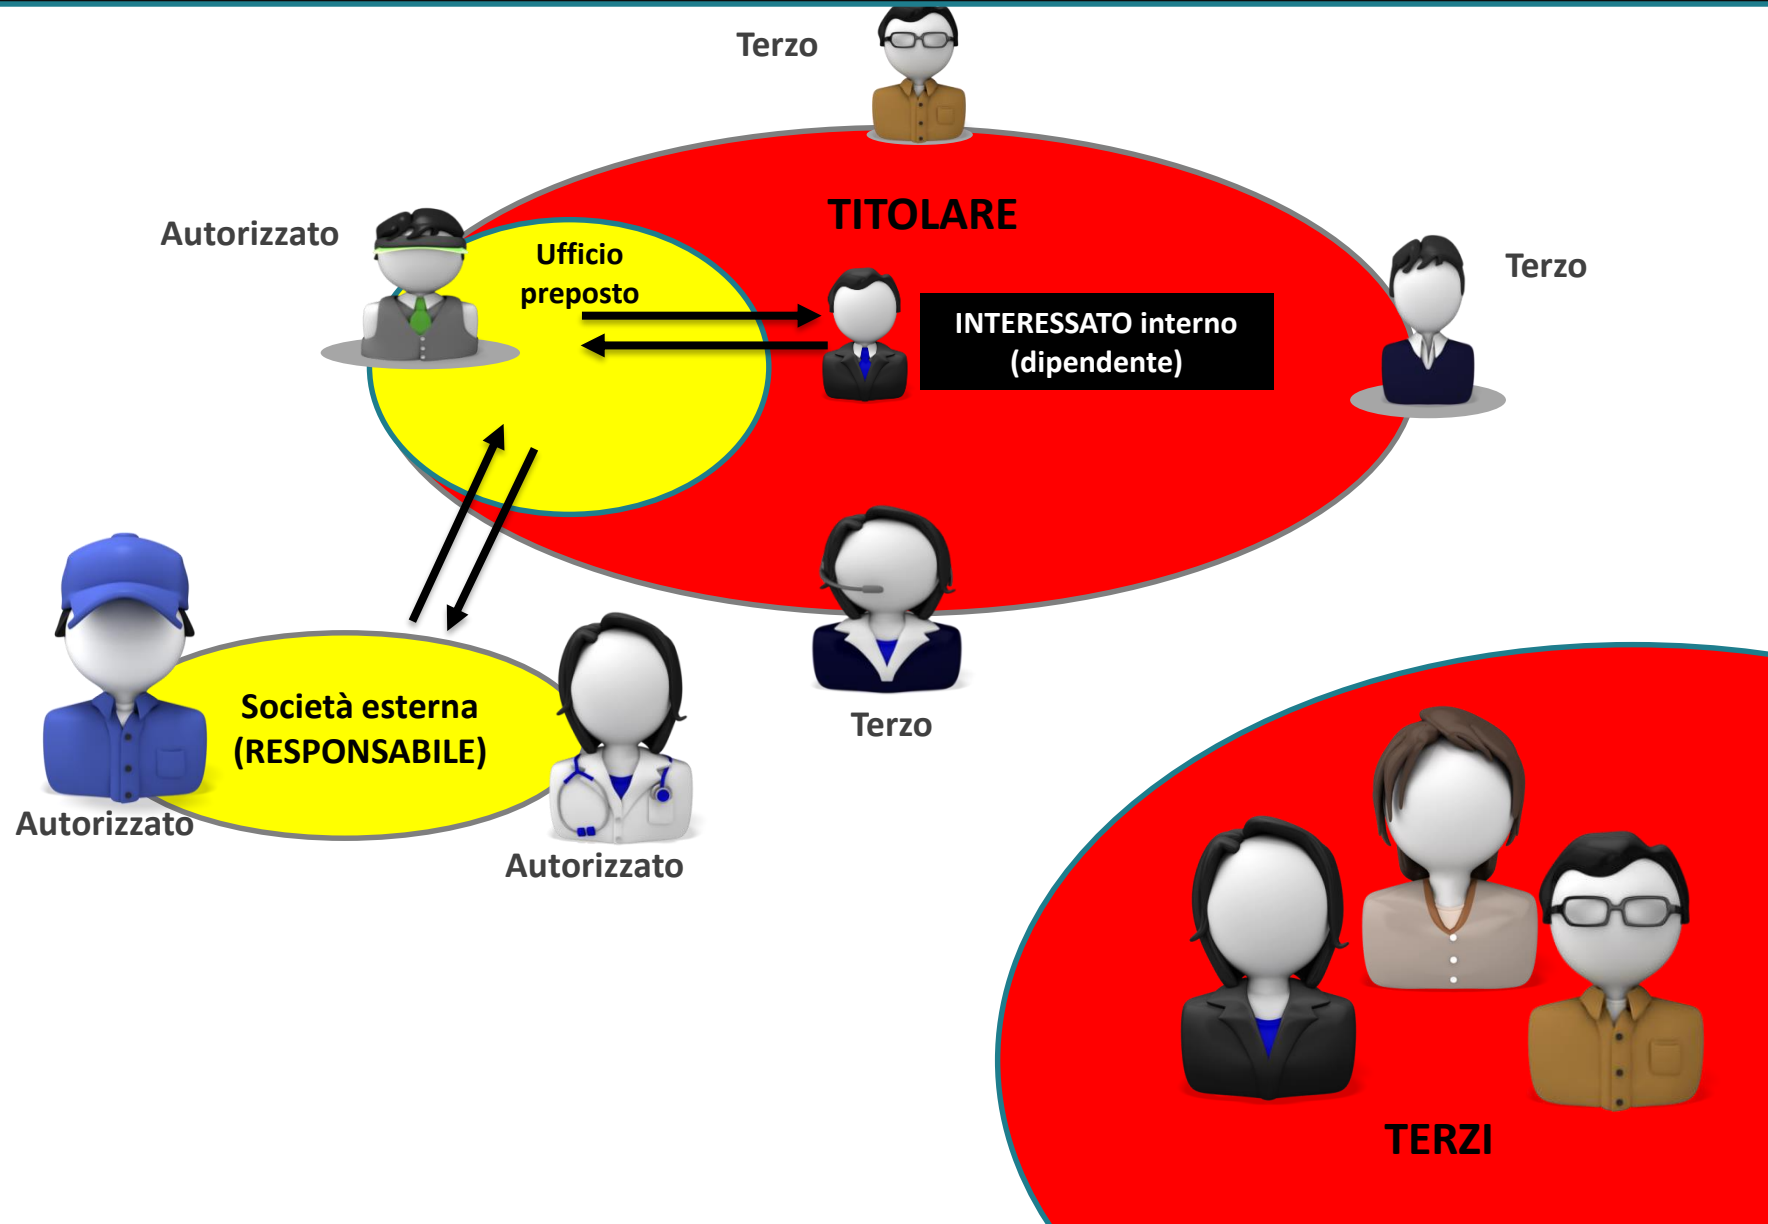 Terzo
TITOLARE
Autorizzato
Ufficio
preposto
Terzo
INTERESSATO interno
(dipendente)
Società esterna
(RESPONSABILE)
Terzo
Autorizzato
Autorizzato
TERZI